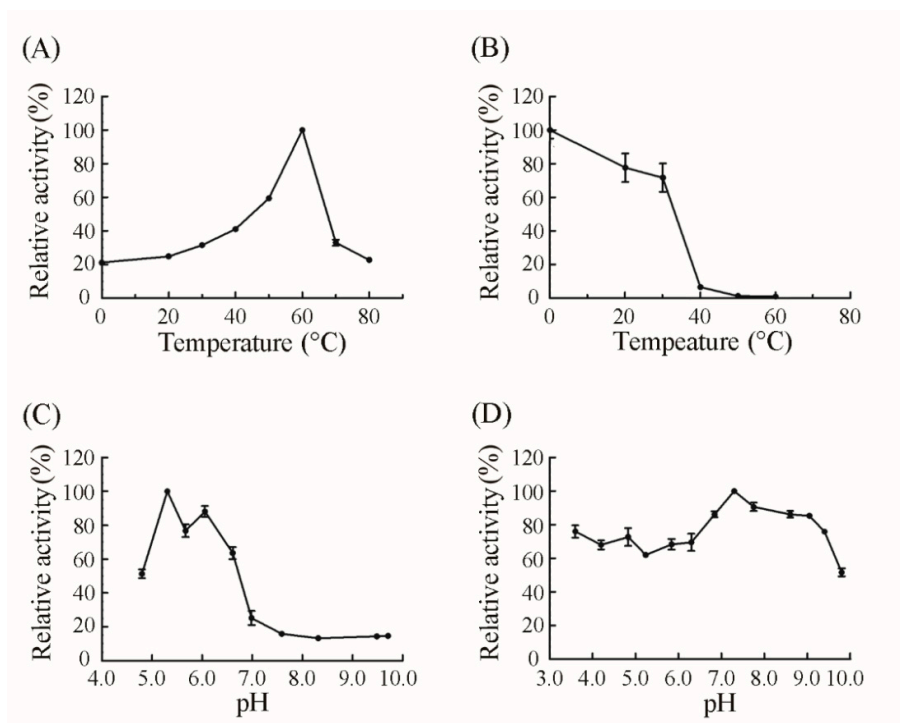 (A)
Relative activity (%)
120
100
80
60
40
20
0
0 20 40 60 80
Temperature (°C)
(B)
Relative activity (%)
120
100
80
60
40
20
0
0 20 40 60 80
Tempeature (°C)
(C)
Relative activity (%)
120
100
80
60
40
20
0
4.0 5.0 6.0 7.0 8.0 9.0 10.0
pH
(D)
Relative activity (%)
120
100
80
60
40
20
0
3.0 4.0 5.0 6.0 7.0 8.0 9.0 10.0
pH